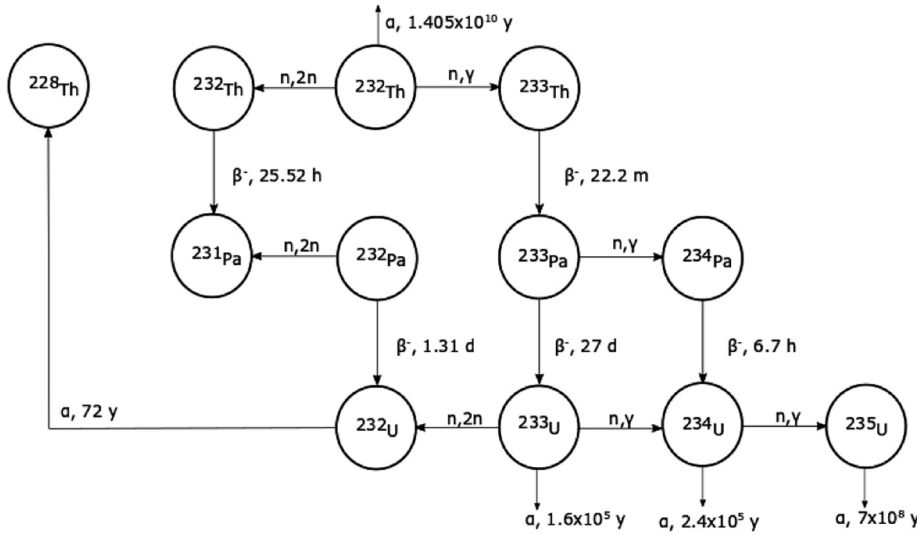 α, 1.405x10¹⁰ y
²²⁸Th
²³²Th
n,2n
²³²Th
n,γ
²³³Th
β⁻, 25.52 h
β⁻, 22.2 m
²³¹Pa
n,2n
²³²Pa
²³³Pa
n,γ
²³⁴Pa
β⁻, 1.31 d
β⁻, 27 d
β⁻, 6.7 h
α, 72 y
²³²U
n,2n
²³³U
n,γ
²³⁴U
n,γ
²³⁵U
α, 1.6x10⁵ y
α, 2.4x10⁵ y
α, 7x10⁸ y